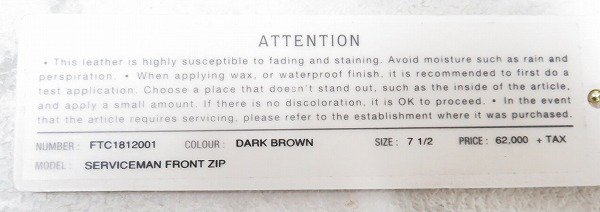 ATTENTION
• This leather is highly susceptible to fading and staining. Avoid moisture such as rain and
perspiration. • When applying wax, or waterproof finish, it is recommended to first do a
test application. Choose a place that doesn't stand out, such as the inside of the article,
and apply a small amount. If there is no discoloration, it is OK to proceed. • In the event
that the article requires servicing, please refer to the establishment where it was purchased.
NUMBER : FTC1812001 COLOUR : DARK BROWN SIZE : 7 1/2 PRICE : 62,000 + TAX
MODEL : SERVICEMAN FRONT ZIP